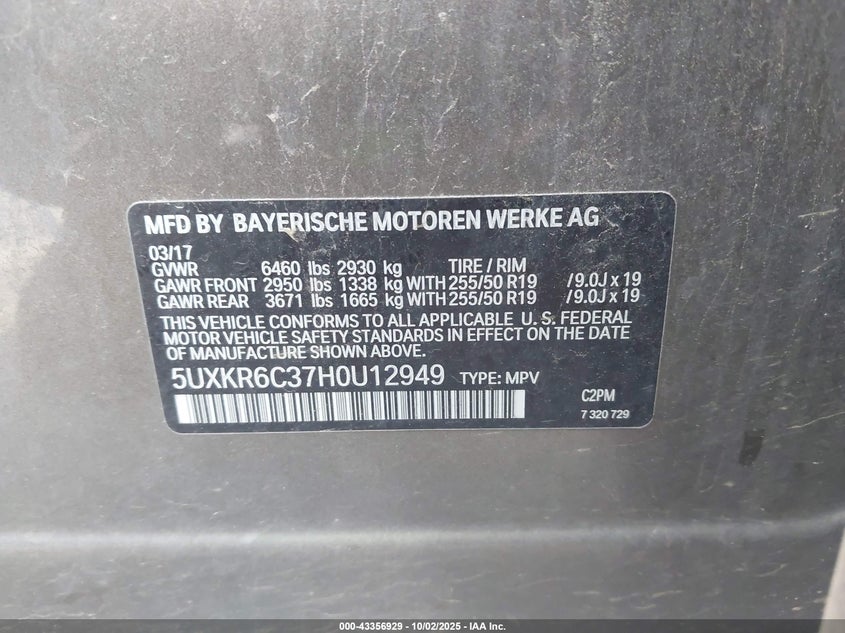 MFD BY BAYERISCHE MOTOREN WERKE AG
03/17
GVWR 6460 lbs 2930 kg TIRE / RIM
GAWR FRONT 2950 lbs 1338 kg WITH 255/50 R19 /9.0J x 19
GAWR REAR 3671 lbs 1665 kg WITH 255/50 R19 /9.0J x 19
THIS VEHICLE CONFORMS TO ALL APPLICABLE U. S. FEDERAL
MOTOR VEHICLE SAFETY STANDARDS IN EFFECT ON THE DATE
OF MANUFACTURE SHOWN ABOVE.
5UXKR6C37H0U12949 TYPE: MPV
C2PM
7 320 729
000-43356929 - 10/02/2025 - IAA Inc.